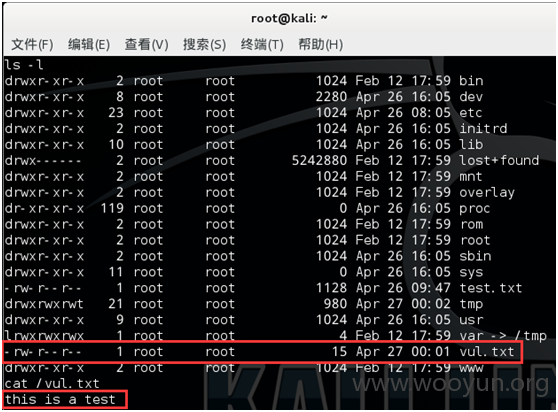 root@kali: ~
文件(F) 编辑(E) 查看(V) 搜索(S) 终端(T) 帮助(H)
ls -l
drwxr-xr-x 2 root root 1024 Feb 12 17:59 bin
drwxr-xr-x 8 root root 2280 Apr 26 16:05 dev
drwxr-xr-x 23 root root 1024 Apr 26 08:05 etc
drwxr-xr-x 2 root root 1024 Feb 12 17:59 initrd
drwxr-xr-x 10 root root 1024 Feb 12 17:59 lib
drwx------ 2 root root 5242880 Feb 12 17:59 lost+found
drwxr-xr-x 2 root root 1024 Feb 12 17:59 mnt
drwxr-xr-x 2 root root 1024 Feb 12 17:59 overlay
dr-xr-xr-x 119 root root 0 Apr 26 16:05 proc
drwxr-xr-x 2 root root 1024 Feb 12 17:59 rom
drwxr-xr-x 2 root root 1024 Feb 12 17:59 root
drwxr-xr-x 2 root root 1024 Apr 26 16:05 sbin
drwxr-xr-x 11 root root 0 Apr 26 16:05 sys
-rw-r--r-- 1 root root 1128 Apr 26 09:47 test.txt
drwxrwxrwt 21 root root 980 Apr 27 00:02 tmp
drwxr-xr-x 9 root root 1024 Apr 26 16:05 usr
lrwxrwxrwx 1 root root 4 Feb 12 17:59 var -> /tmp
-rw-r--r-- 1 root root 15 Apr 27 00:01 vul.txt
drwxr-xr-x 2 root root 1024 Feb 12 17:59 www
cat /vul.txt
this is a test
KALI LINUX
www.wooyun.org